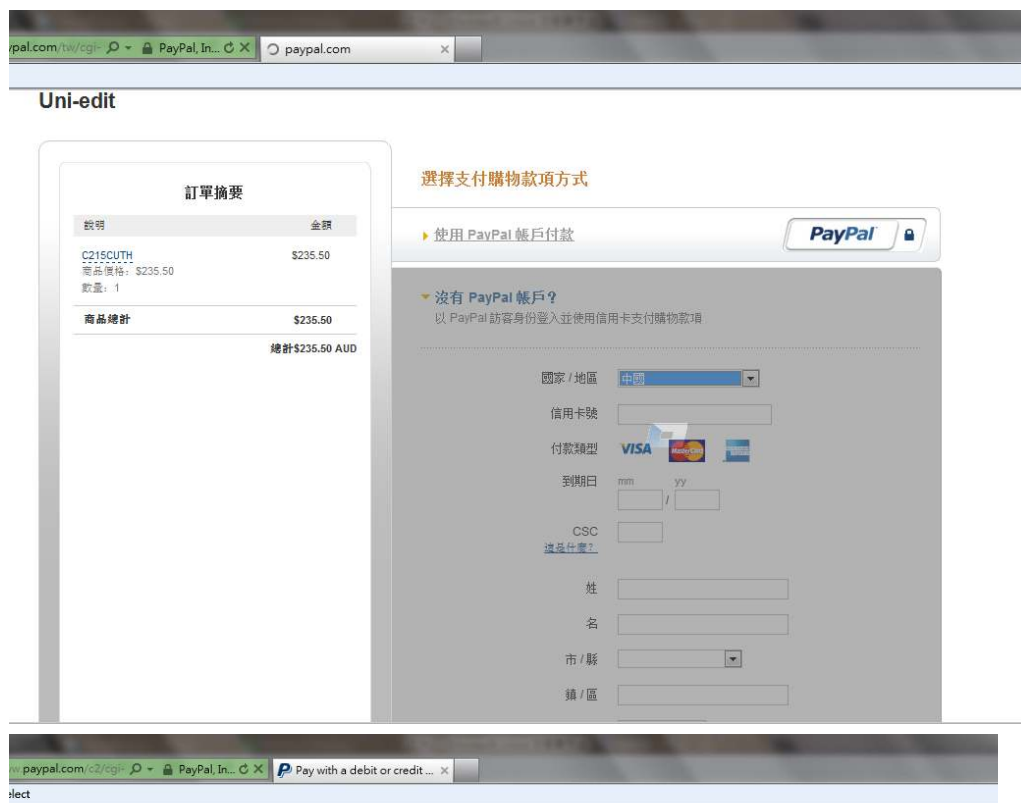 ypal.com/tw/cgi- PayPal, In... paypal.com
Uni-edit
訂單摘要
說明 金額
C215CUTH $235.50
商品價格: $235.50
數量: 1
商品總計 $235.50
總計$235.50 AUD
選擇支付購物款項方式
使用 PayPal 帳戶付款 PayPal
沒有 PayPal 帳戶?
以 PayPal 訪客身份登入並使用信用卡支付購物款項
國家 / 地區 中國
信用卡號
付款類型 VISA MasterCard
到期日 mm yy
/
CSC
這是什麼?
姓
名
市 / 縣
鎮 / 區
paypal.com/c2/cgi- PayPal, In... Pay with a debit or credit ...
elect